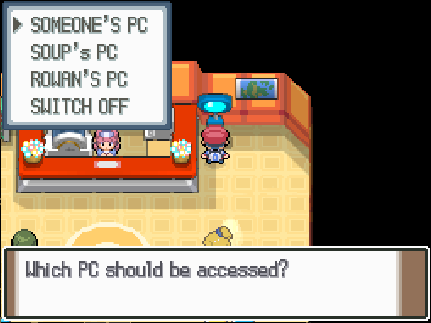 SOMEONE'S PC
SOUP's PC
ROWAN'S PC
SWITCH OFF
Which PC should be accessed?